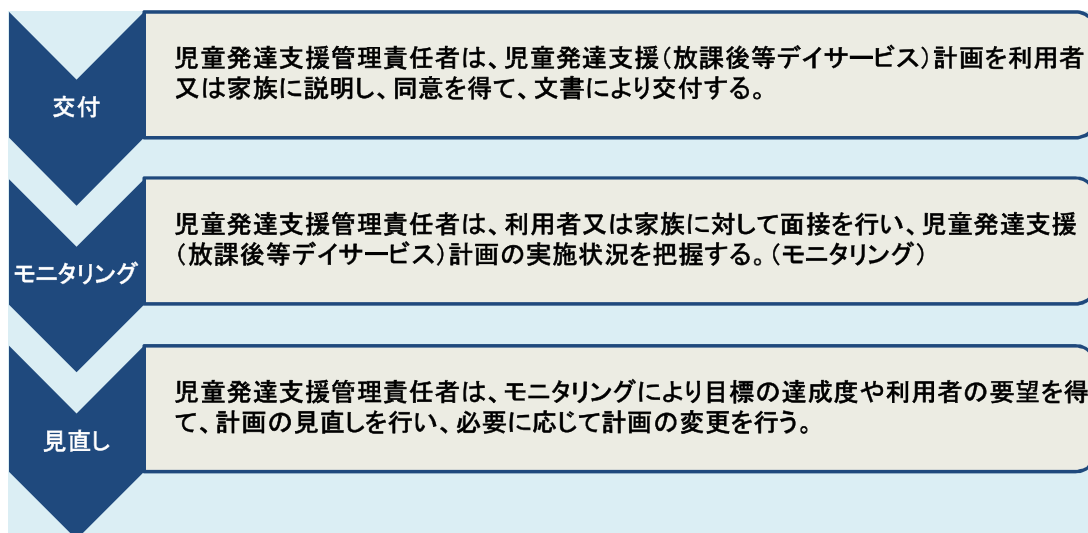 交付
児童発達支援管理責任者は、児童発達支援(放課後等デイサービス)計画を利用者
又は家族に説明し、同意を得て、文書により交付する。
モニタリング
児童発達支援管理責任者は、利用者又は家族に対して面接を行い、児童発達支援
(放課後等デイサービス)計画の実施状況を把握する。(モニタリング)
見直し
児童発達支援管理責任者は、モニタリングにより目標の達成度や利用者の要望を得
て、計画の見直しを行い、必要に応じて計画の変更を行う。